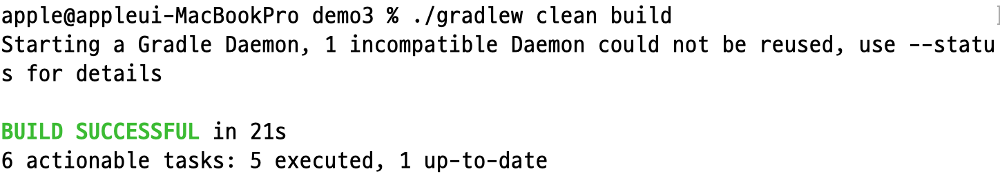 apple@appleui-MacBookPro demo3 % ./gradlew clean build ]
Starting a Gradle Daemon, 1 incompatible Daemon could not be reused, use --statu
s for details
BUILD SUCCESSFUL in 21s
6 actionable tasks: 5 executed, 1 up-to-date